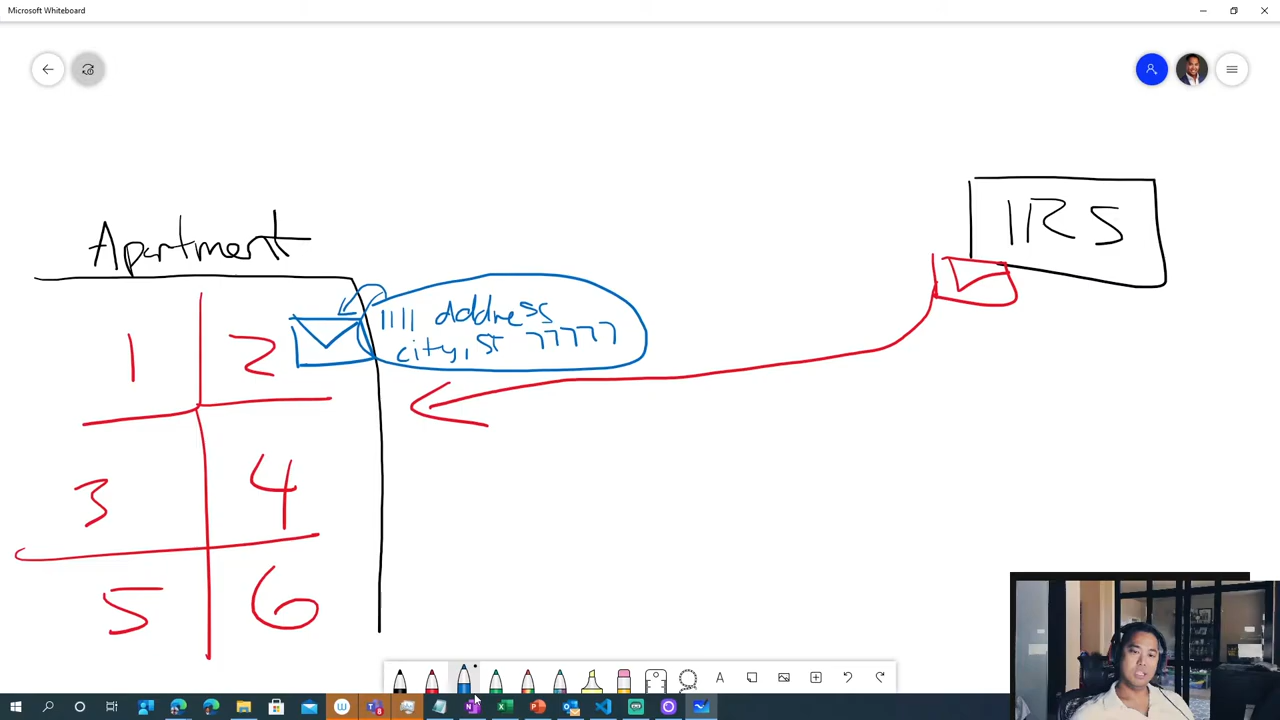 Microsoft Whiteboard
IRS
Apartment
1111 address
city, ST 77777
1 2
3 4
5 6